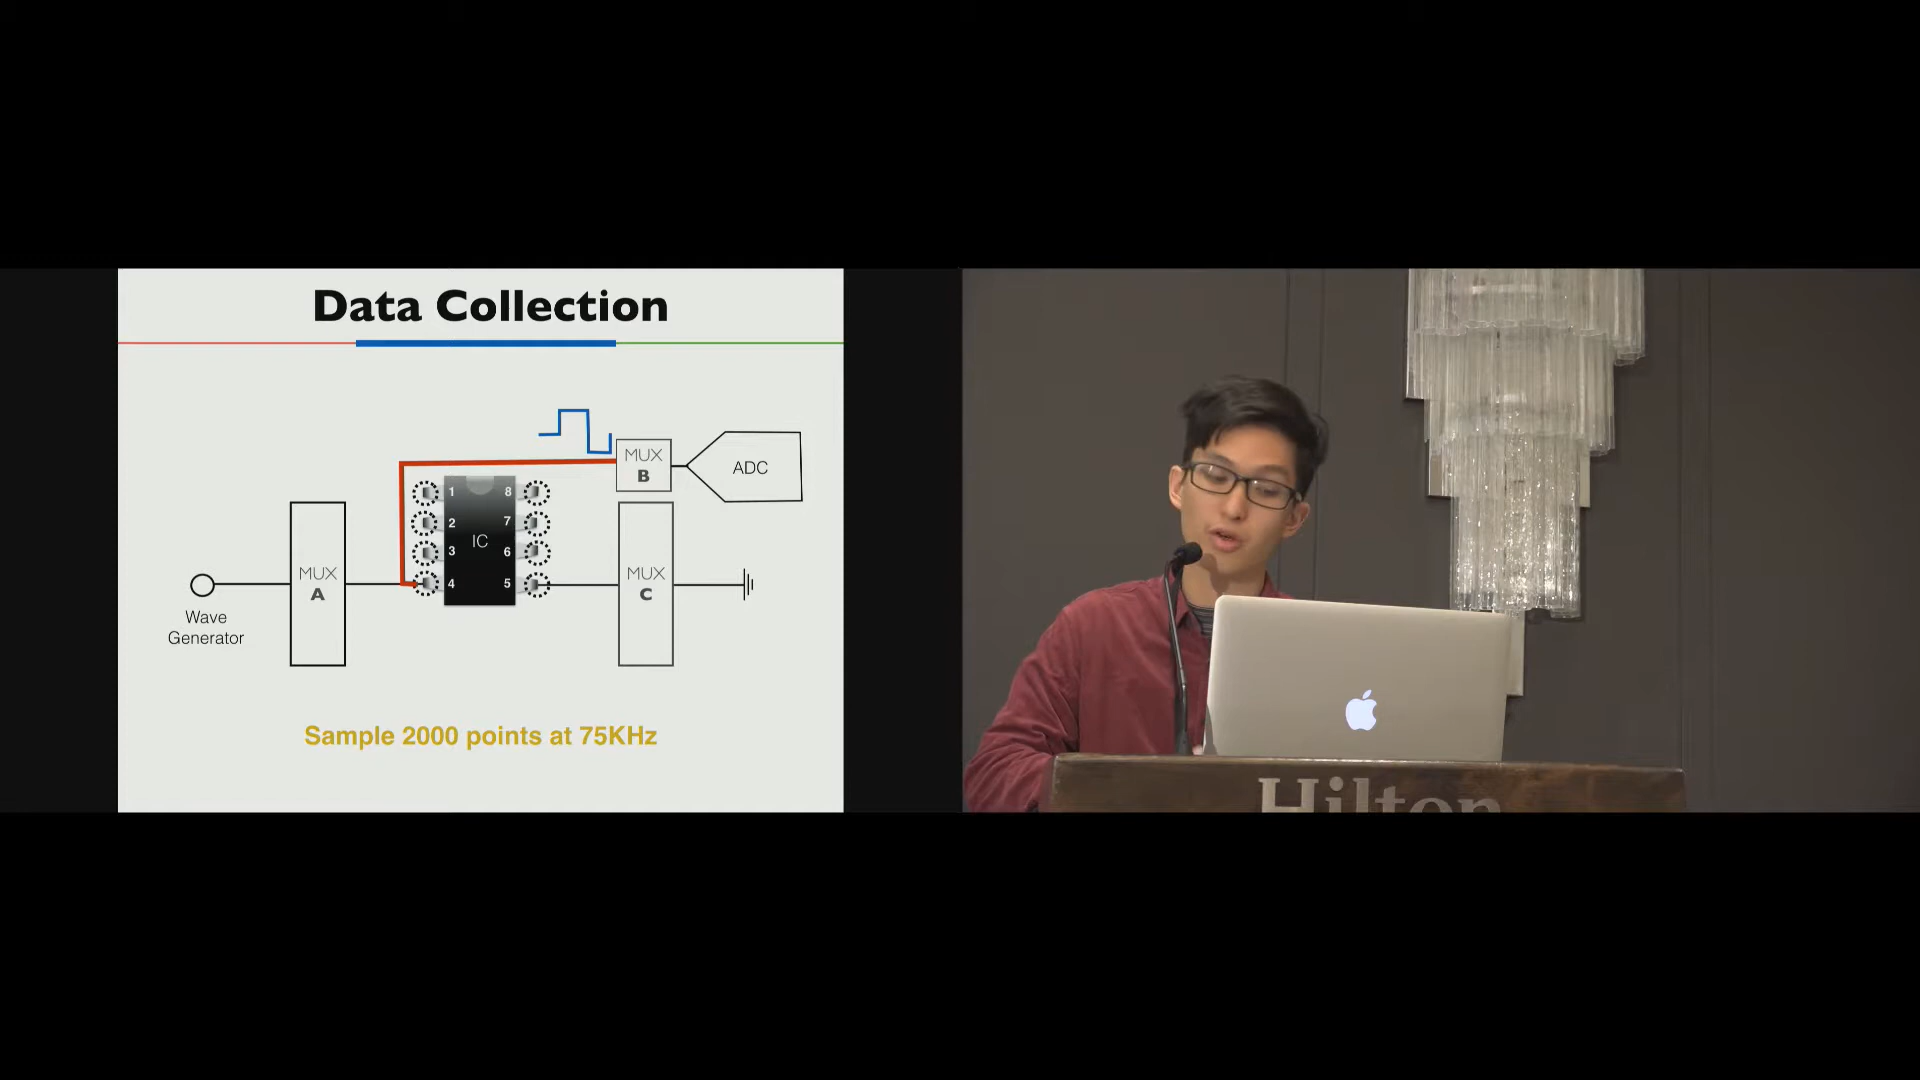 Data Collection
MUX
B
ADC
1 8
2 7
3 6
IC
4 5
MUX
A
MUX
C
Wave
Generator
Sample 2000 points at 75KHz
Hilton